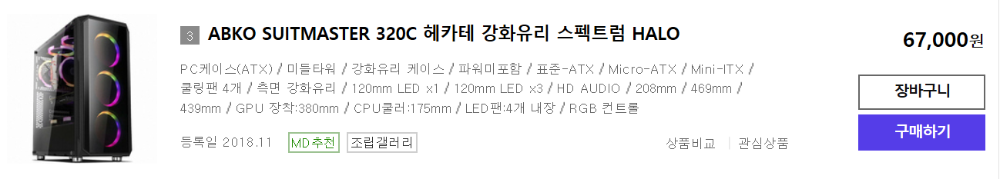 3 ABKO SUITMASTER 320C 헤카테 강화유리 스펙트럼 HALO
67,000원
PC케이스(ATX) / 미들타워 / 강화유리 케이스 / 파워미포함 / 표준-ATX / Micro-ATX / Mini-ITX /
쿨링팬 4개 / 측면 강화유리 / 120mm LED x1 / 120mm LED x3 / HD AUDIO / 208mm / 469mm /
439mm / GPU 장착:380mm / CPU쿨러:175mm / LED팬:4개 내장 / RGB 컨트롤
장바구니
구매하기
등록일 2018.11 MD추천 조립갤러리 상품비교 | 관심상품